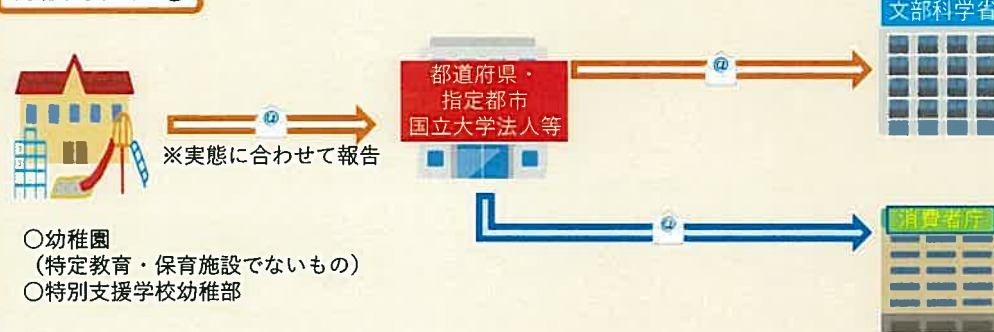 文部科学省
都道府県・
指定都市
国立大学法人等
@
@
※実態に合わせて報告
@
消費者庁
〇幼稚園
（特定教育・保育施設でないもの）
〇特別支援学校幼稚部